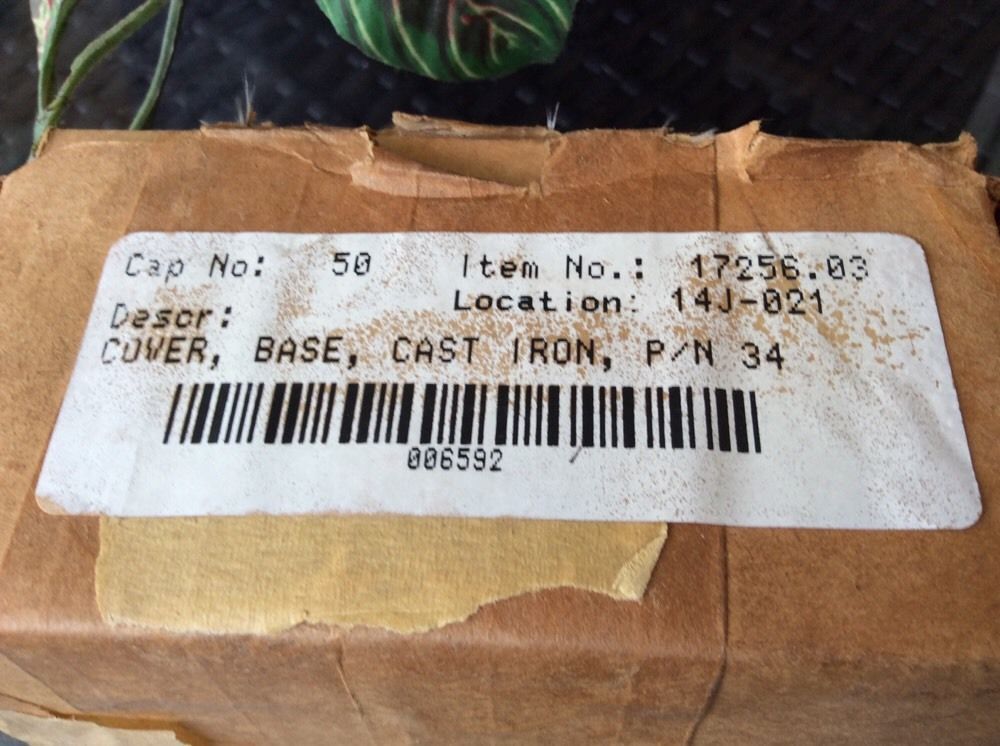 Cap No: 50 Item No.: 17256.03
Location: 14J-021
Descr:
COVER, BASE, CAST IRON, P/N 34
006592